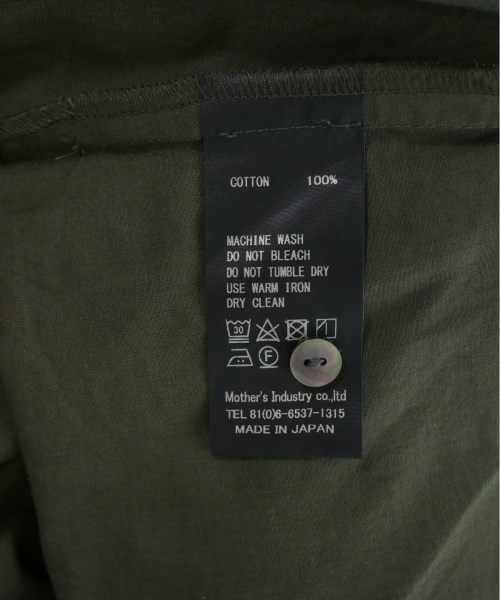 COTTON 100%
MACHINE WASH
DO NOT BLEACH
DO NOT TUMBLE DRY
USE WARM IRON
DRY CLEAN
30
F
Mother's Industry co.,ltd
TEL 81(0)6-6537-1315
MADE IN JAPAN